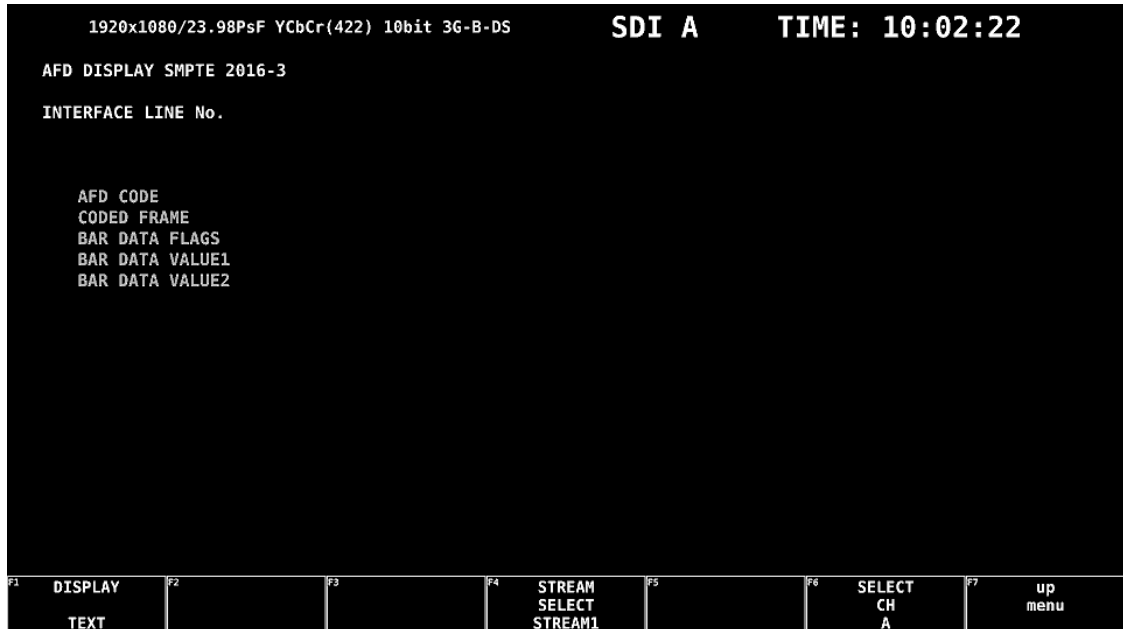 1920x1080/23.98PsF YCbCr(422) 10bit 3G-B-DS SDI A TIME: 10:02:22
AFD DISPLAY SMPTE 2016-3
INTERFACE LINE No.
AFD CODE
CODED FRAME
BAR DATA FLAGS
BAR DATA VALUE1
BAR DATA VALUE2
F1 DISPLAY TEXT
F2
F3
F4 STREAM SELECT STREAM1
F5
F6 SELECT CH A
F7 up menu